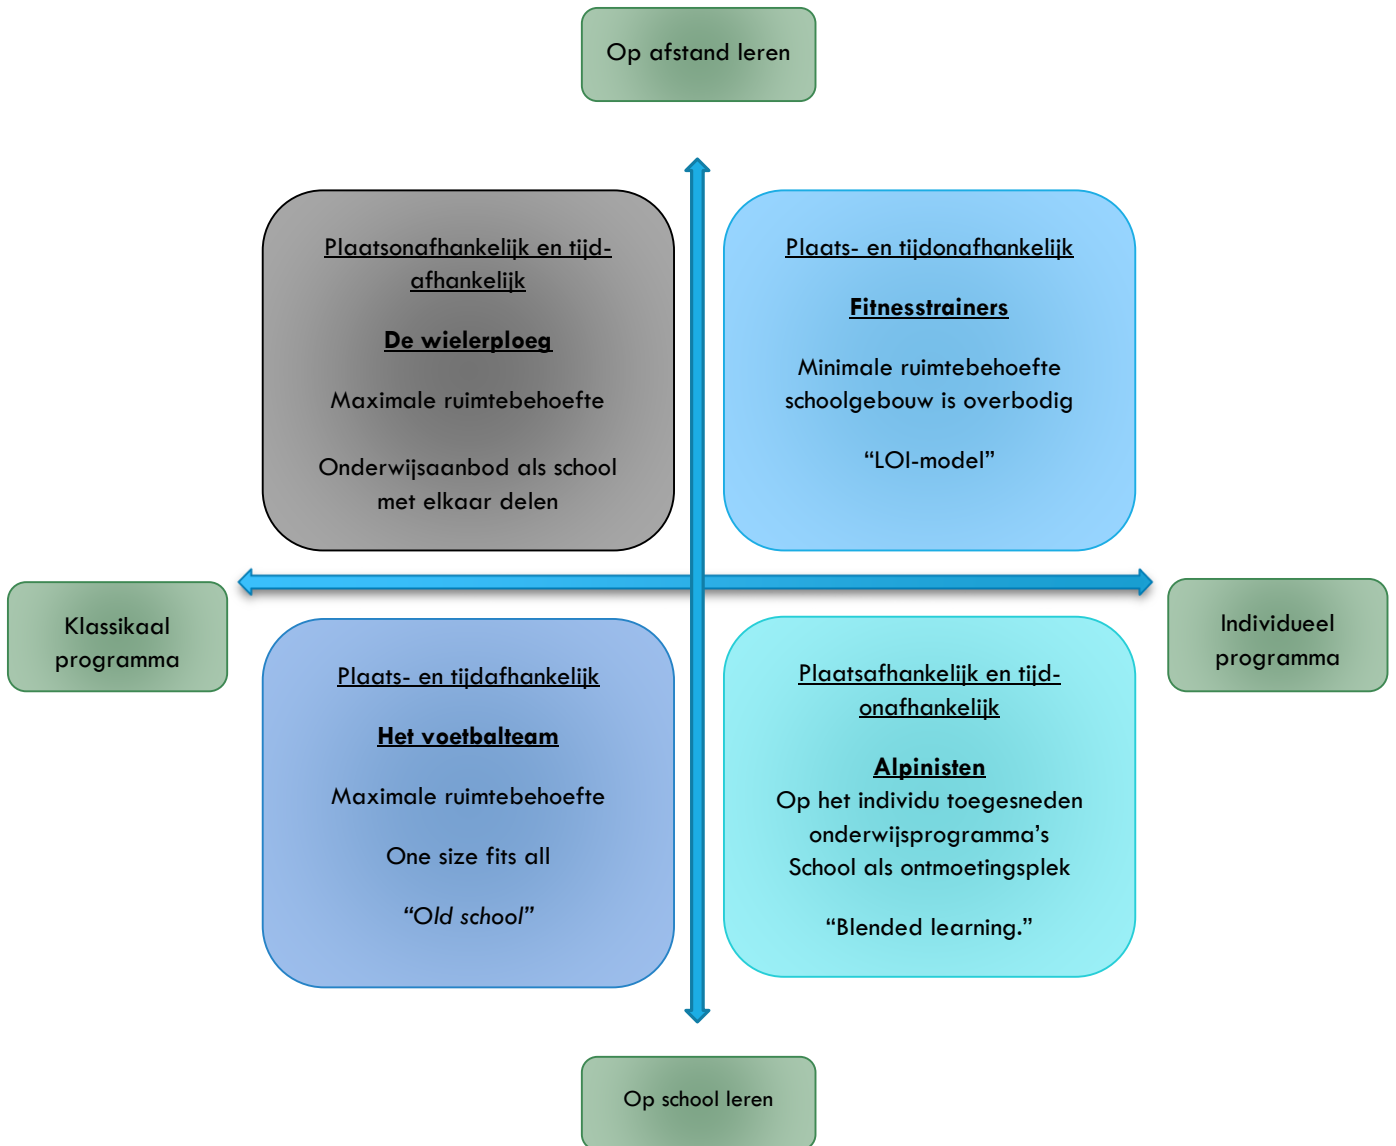 Op afstand leren
Plaatsonafhankelijk en tijd-
afhankelijk
De wielerploeg
Maximale ruimtebehoefte
Onderwijsaanbod als school
met elkaar delen
Plaats- en tijdonafhankelijk
Fitnesstrainers
Minimale ruimtebehoefte
schoolgebouw is overbodig
“LOI-model”
Klassikaal
programma
Individueel
programma
Plaats- en tijdafhankelijk
Het voetbalteam
Maximale ruimtebehoefte
One size fits all
“Old school”
Plaatsafhankelijk en tijd-
onafhankelijk
Alpinisten
Op het individu toegesneden
onderwijsprogramma’s
School als ontmoetingsplek
“Blended learning.”
Op school leren